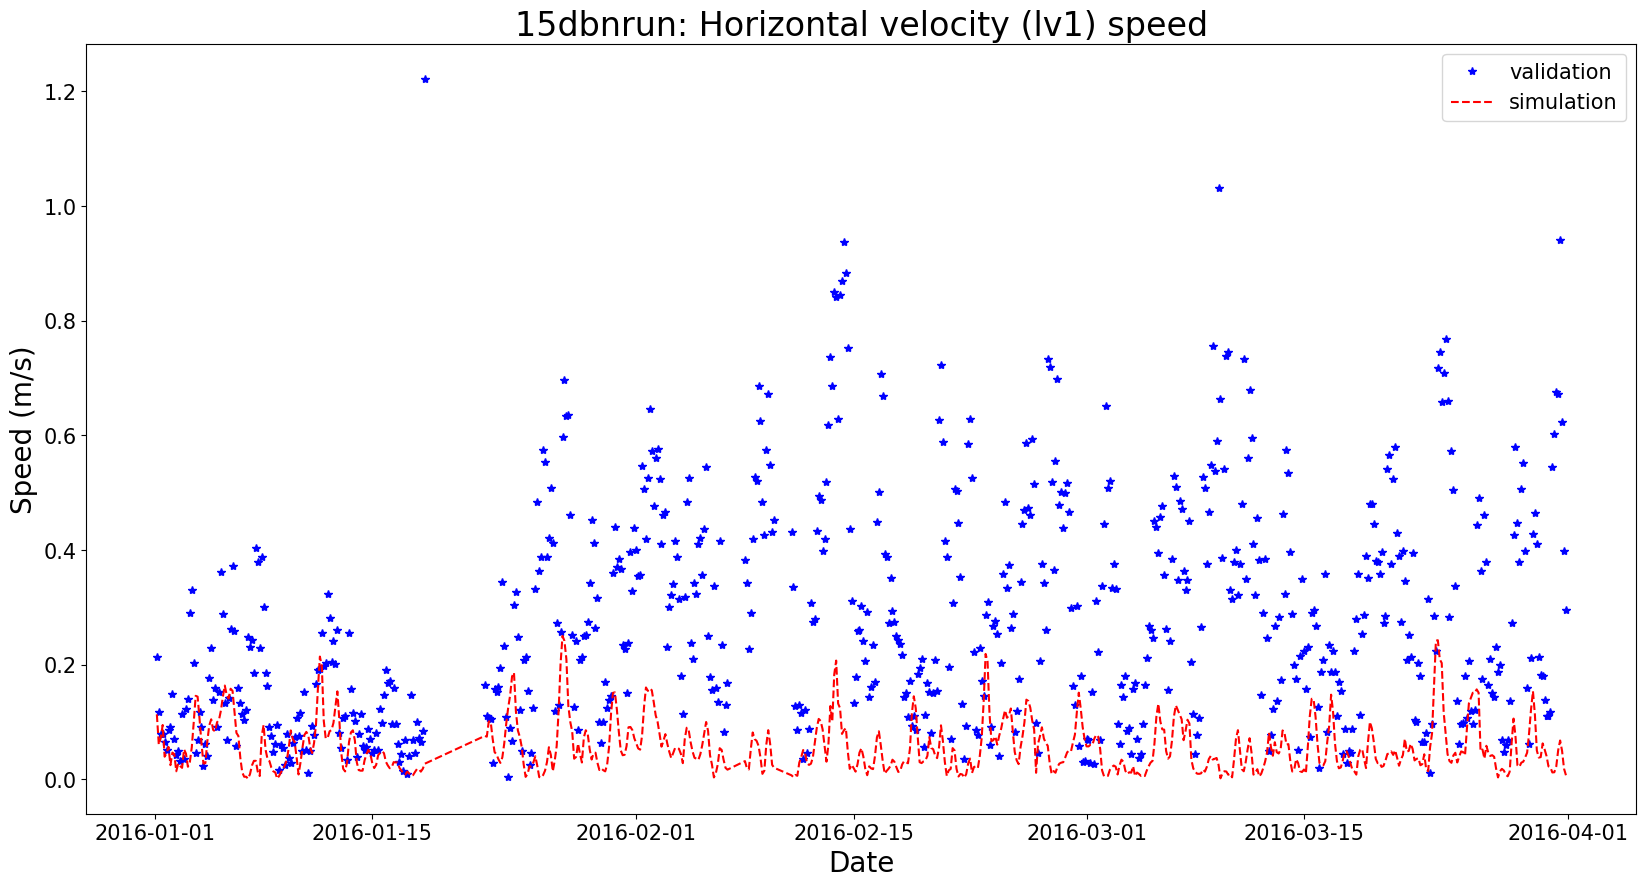 15dbnrun: Horizontal velocity (lv1) speed
validation
simulation
Speed (m/s)
1.2
1.0
0.8
0.6
0.4
0.2
0.0
2016-01-01 2016-01-15 2016-02-01 2016-02-15 2016-03-01 2016-03-15 2016-04-01
Date